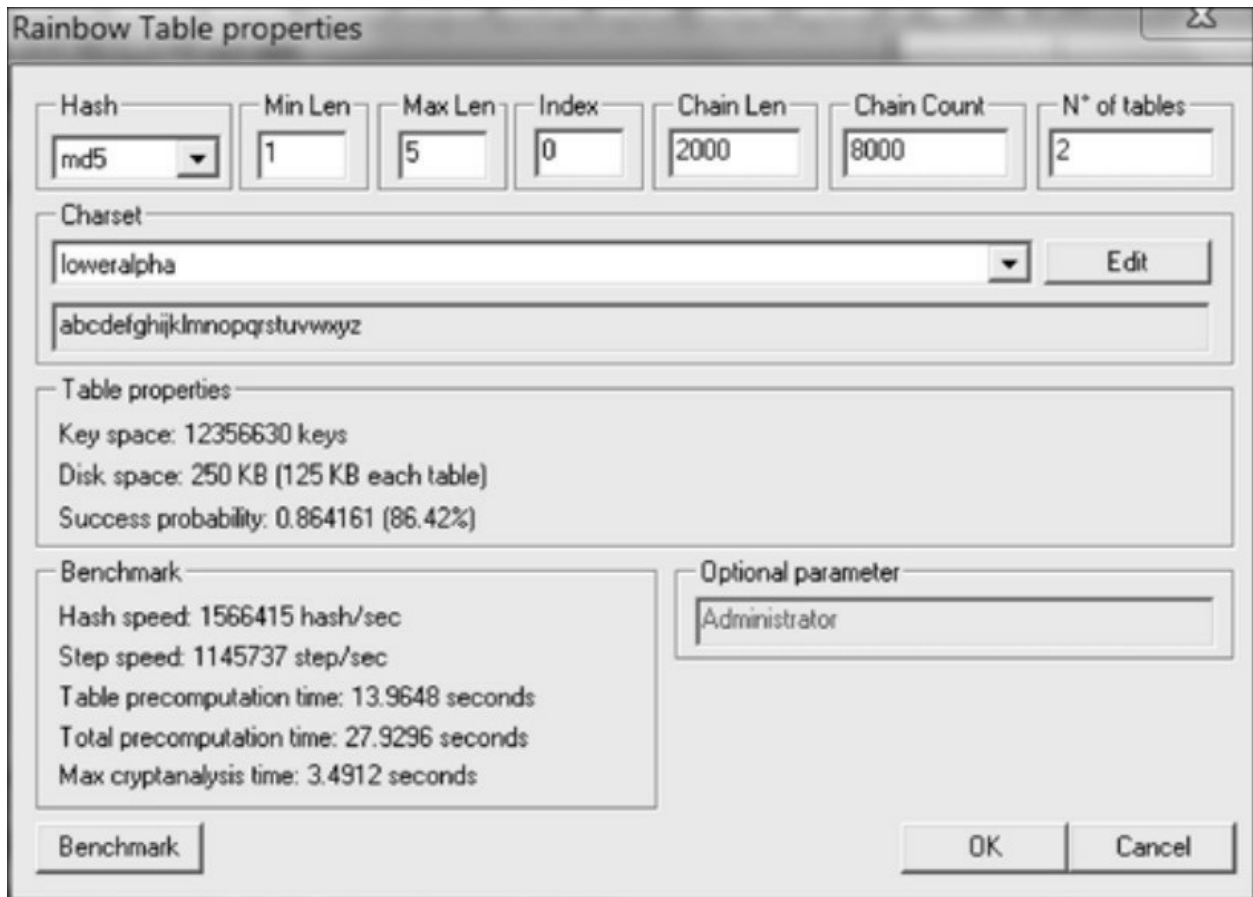 Rainbow Table properties
Hash Min Len Max Len Index Chain Len Chain Count N° of tables
md5 1 5 0 2000 8000 2
Charset
loweralpha Edit
abcdefghijklmnopqrstuvwxyz
Table properties
Key space: 12356630 keys
Disk space: 250 KB (125 KB each table)
Success probability: 0.864161 (86.42%)
Benchmark
Hash speed: 1566415 hash/sec
Step speed: 1145737 step/sec
Table precomputation time: 13.9648 seconds
Total precomputation time: 27.9296 seconds
Max cryptanalysis time: 3.4912 seconds
Optional parameter
Administrator
Benchmark OK Cancel